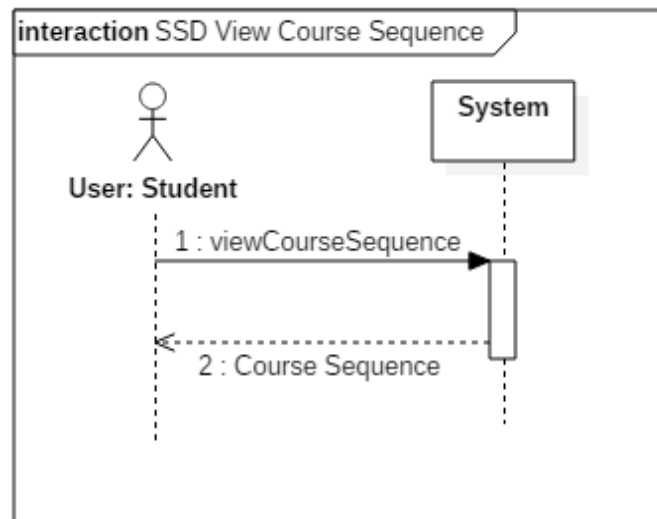 interaction SSD View Course Sequence
System
User: Student
1 : viewCourseSequence
2 : Course Sequence